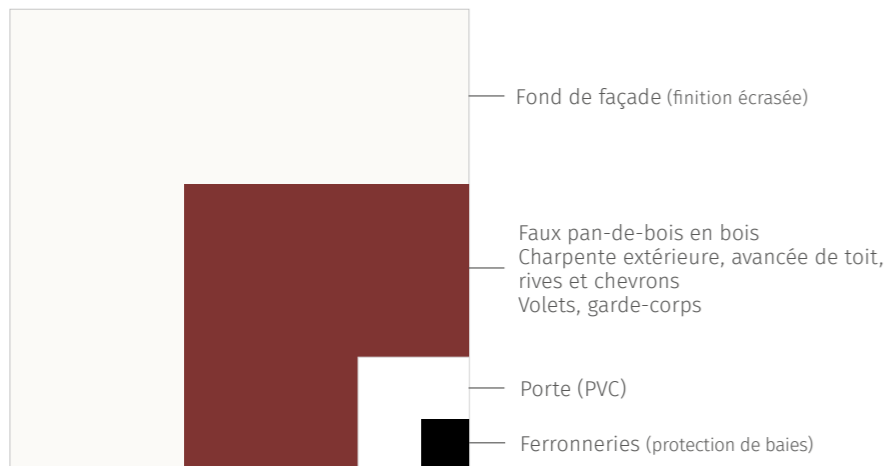 Fond de façade (finition écrasée)
Faux pan-de-bois en bois
Charpente extérieure, avancée de toit,
rives et chevrons
Volets, garde-corps
Porte (PVC)
Ferronneries (protection de baies)